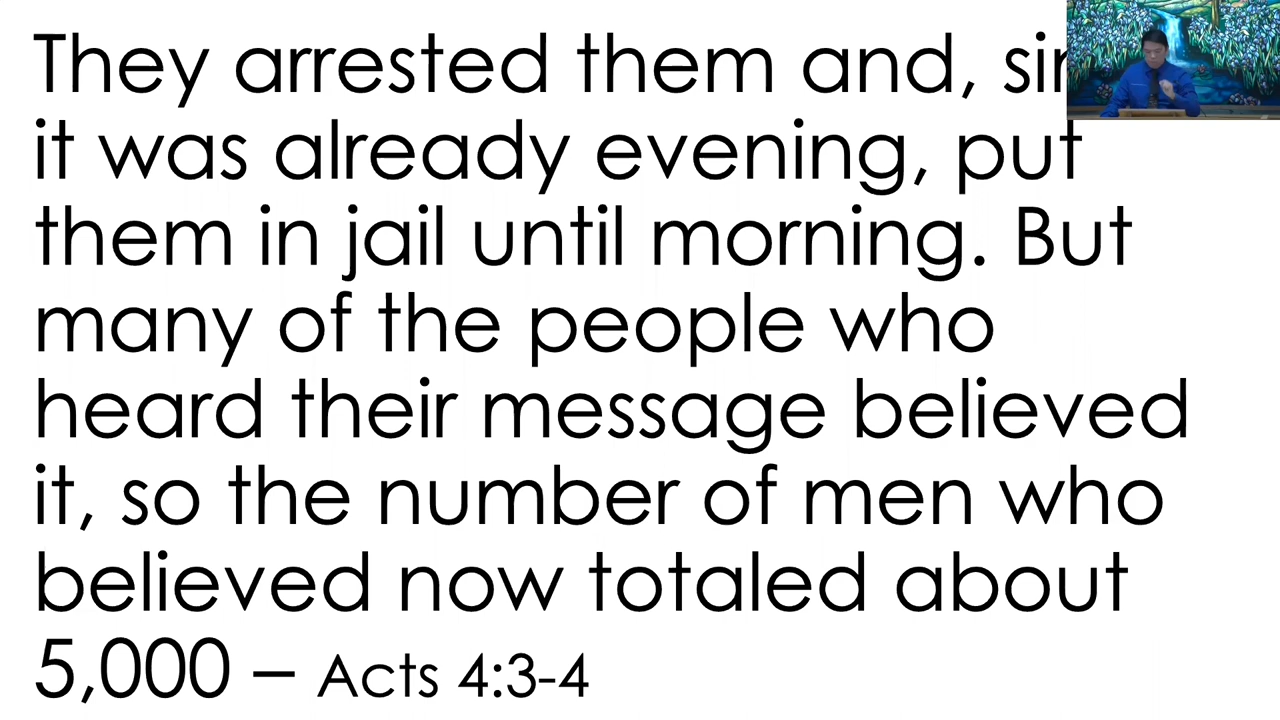 They arrested them and,
it was already evening, put
them in jail until morning. But
many of the people who
heard their message believed
it, so the number of men who
believed now totaled about
5,000 – Acts 4:3-4